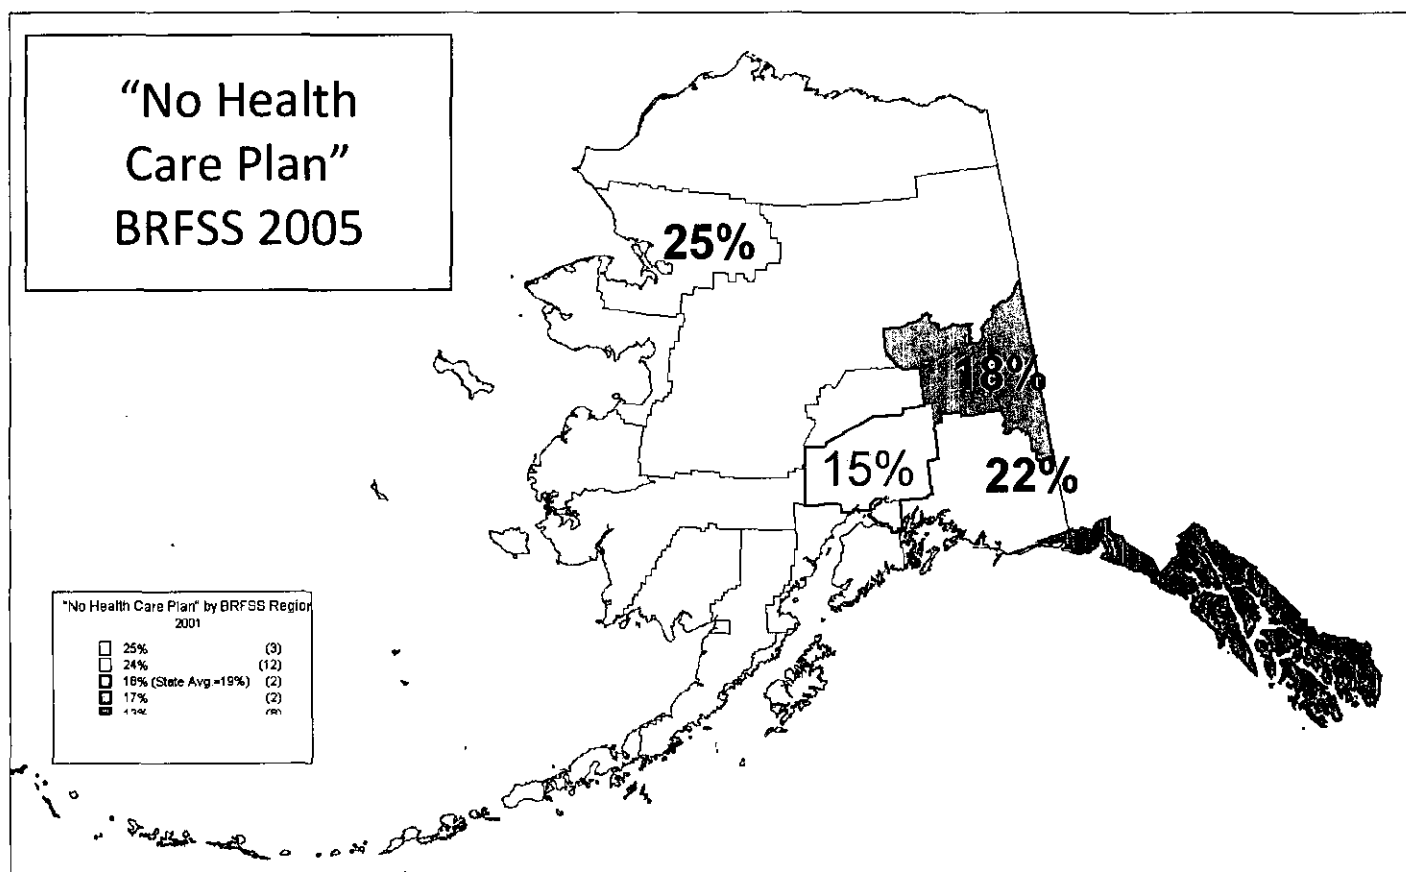 “No Health
Care Plan”
BRFSS 2005
25%
18%
15%
22%
"No Health Care Plan" by BRFSS Region
2001
25% (3)
24% (12)
18% (State Avg.=19%) (2)
17% (2)